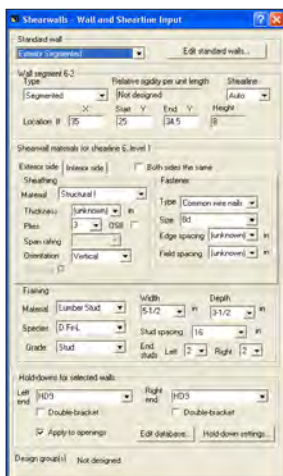 Shearwalls - Wall and Shearline Input
Standard wall
Exterior Segmented
Edit standard walls...
Wall segment 6-2
Type Relative rigidity per unit length Shearline
Segmented Not designed Auto
X Start Y End Y Height
Location ft 35 25 34.5 8
Shearwall materials for shearline 6, level 1
Exterior side Interior side Both sides the same
Sheathing Fastener
Material Structural I
Type Common wire nails
Thickness (unknown) in
Size 8d
Plies 3 OSB
Edge spacing (unknown) in
Span rating
Field spacing (unknown) in
Orientation Vertical
Framing
Width Depth
Material Lumber Stud 5-1/2 in 3-1/2 in
Species D.Fir-L Stud spacing 16 in
Grade Stud End studs Left 2 Right 2
Hold-downs for selected walls
Left end HD9 Right end HD9
Double-bracket Double-bracket
Apply to openings Edit database... Hold-down settings...
Design group(s) Not designed